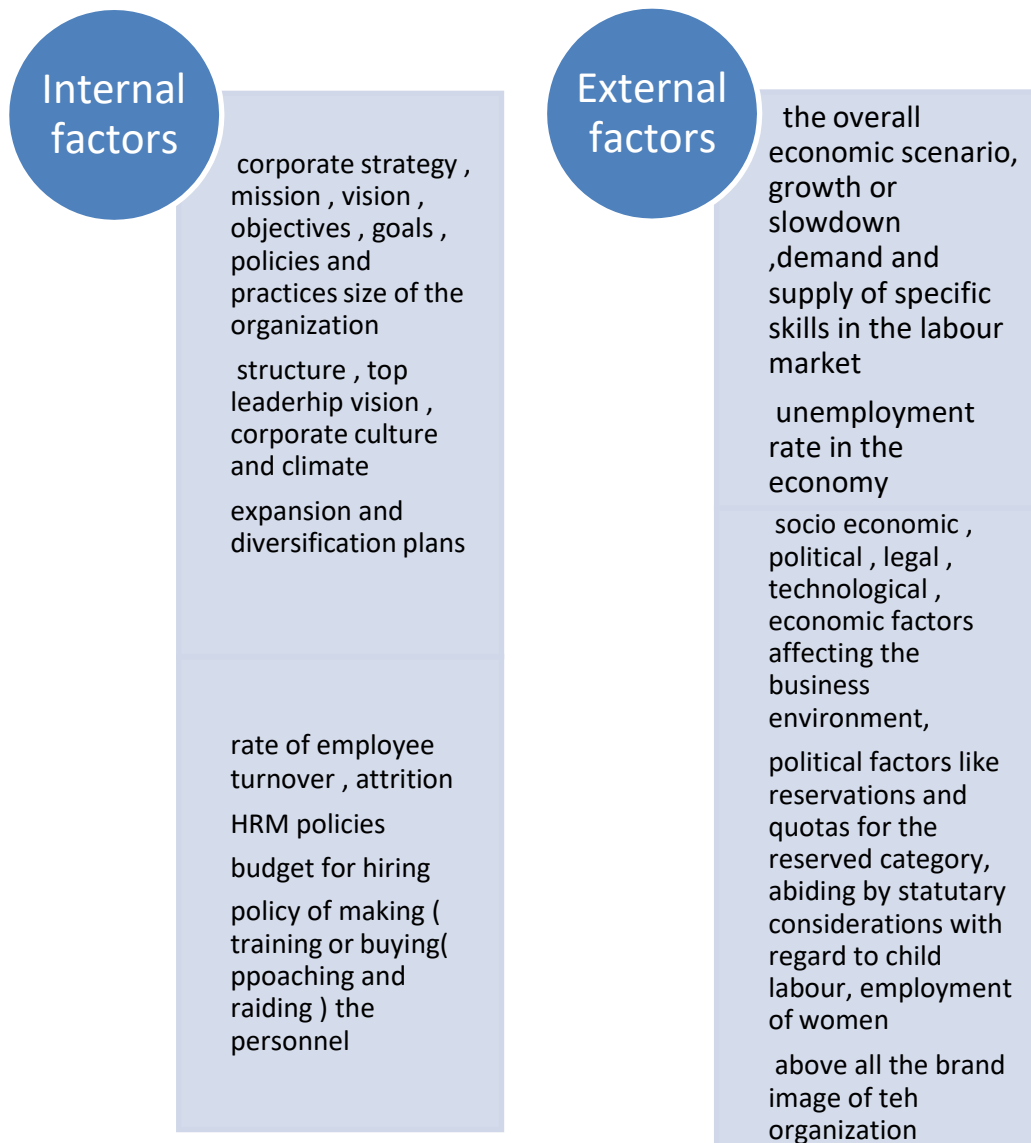 Internal
factors
corporate strategy ,
mission , vision ,
objectives , goals ,
policies and
practices size of the
organization
structure , top
leaderhip vision ,
corporate culture
and climate
expansion and
diversification plans
rate of employee
turnover , attrition
HRM policies
budget for hiring
policy of making (
training or buying(
ppoaching and
raiding ) the
personnel
External
factors
the overall
economic scenario,
growth or
slowdown
,demand and
supply of specific
skills in the labour
market
unemployment
rate in the
economy
socio economic ,
political , legal ,
technological ,
economic factors
affecting the
business
environment,
political factors like
reservations and
quotas for the
reserved category,
abiding by statutary
considerations with
regard to child
labour, employment
of women
above all the brand
image of teh
organization